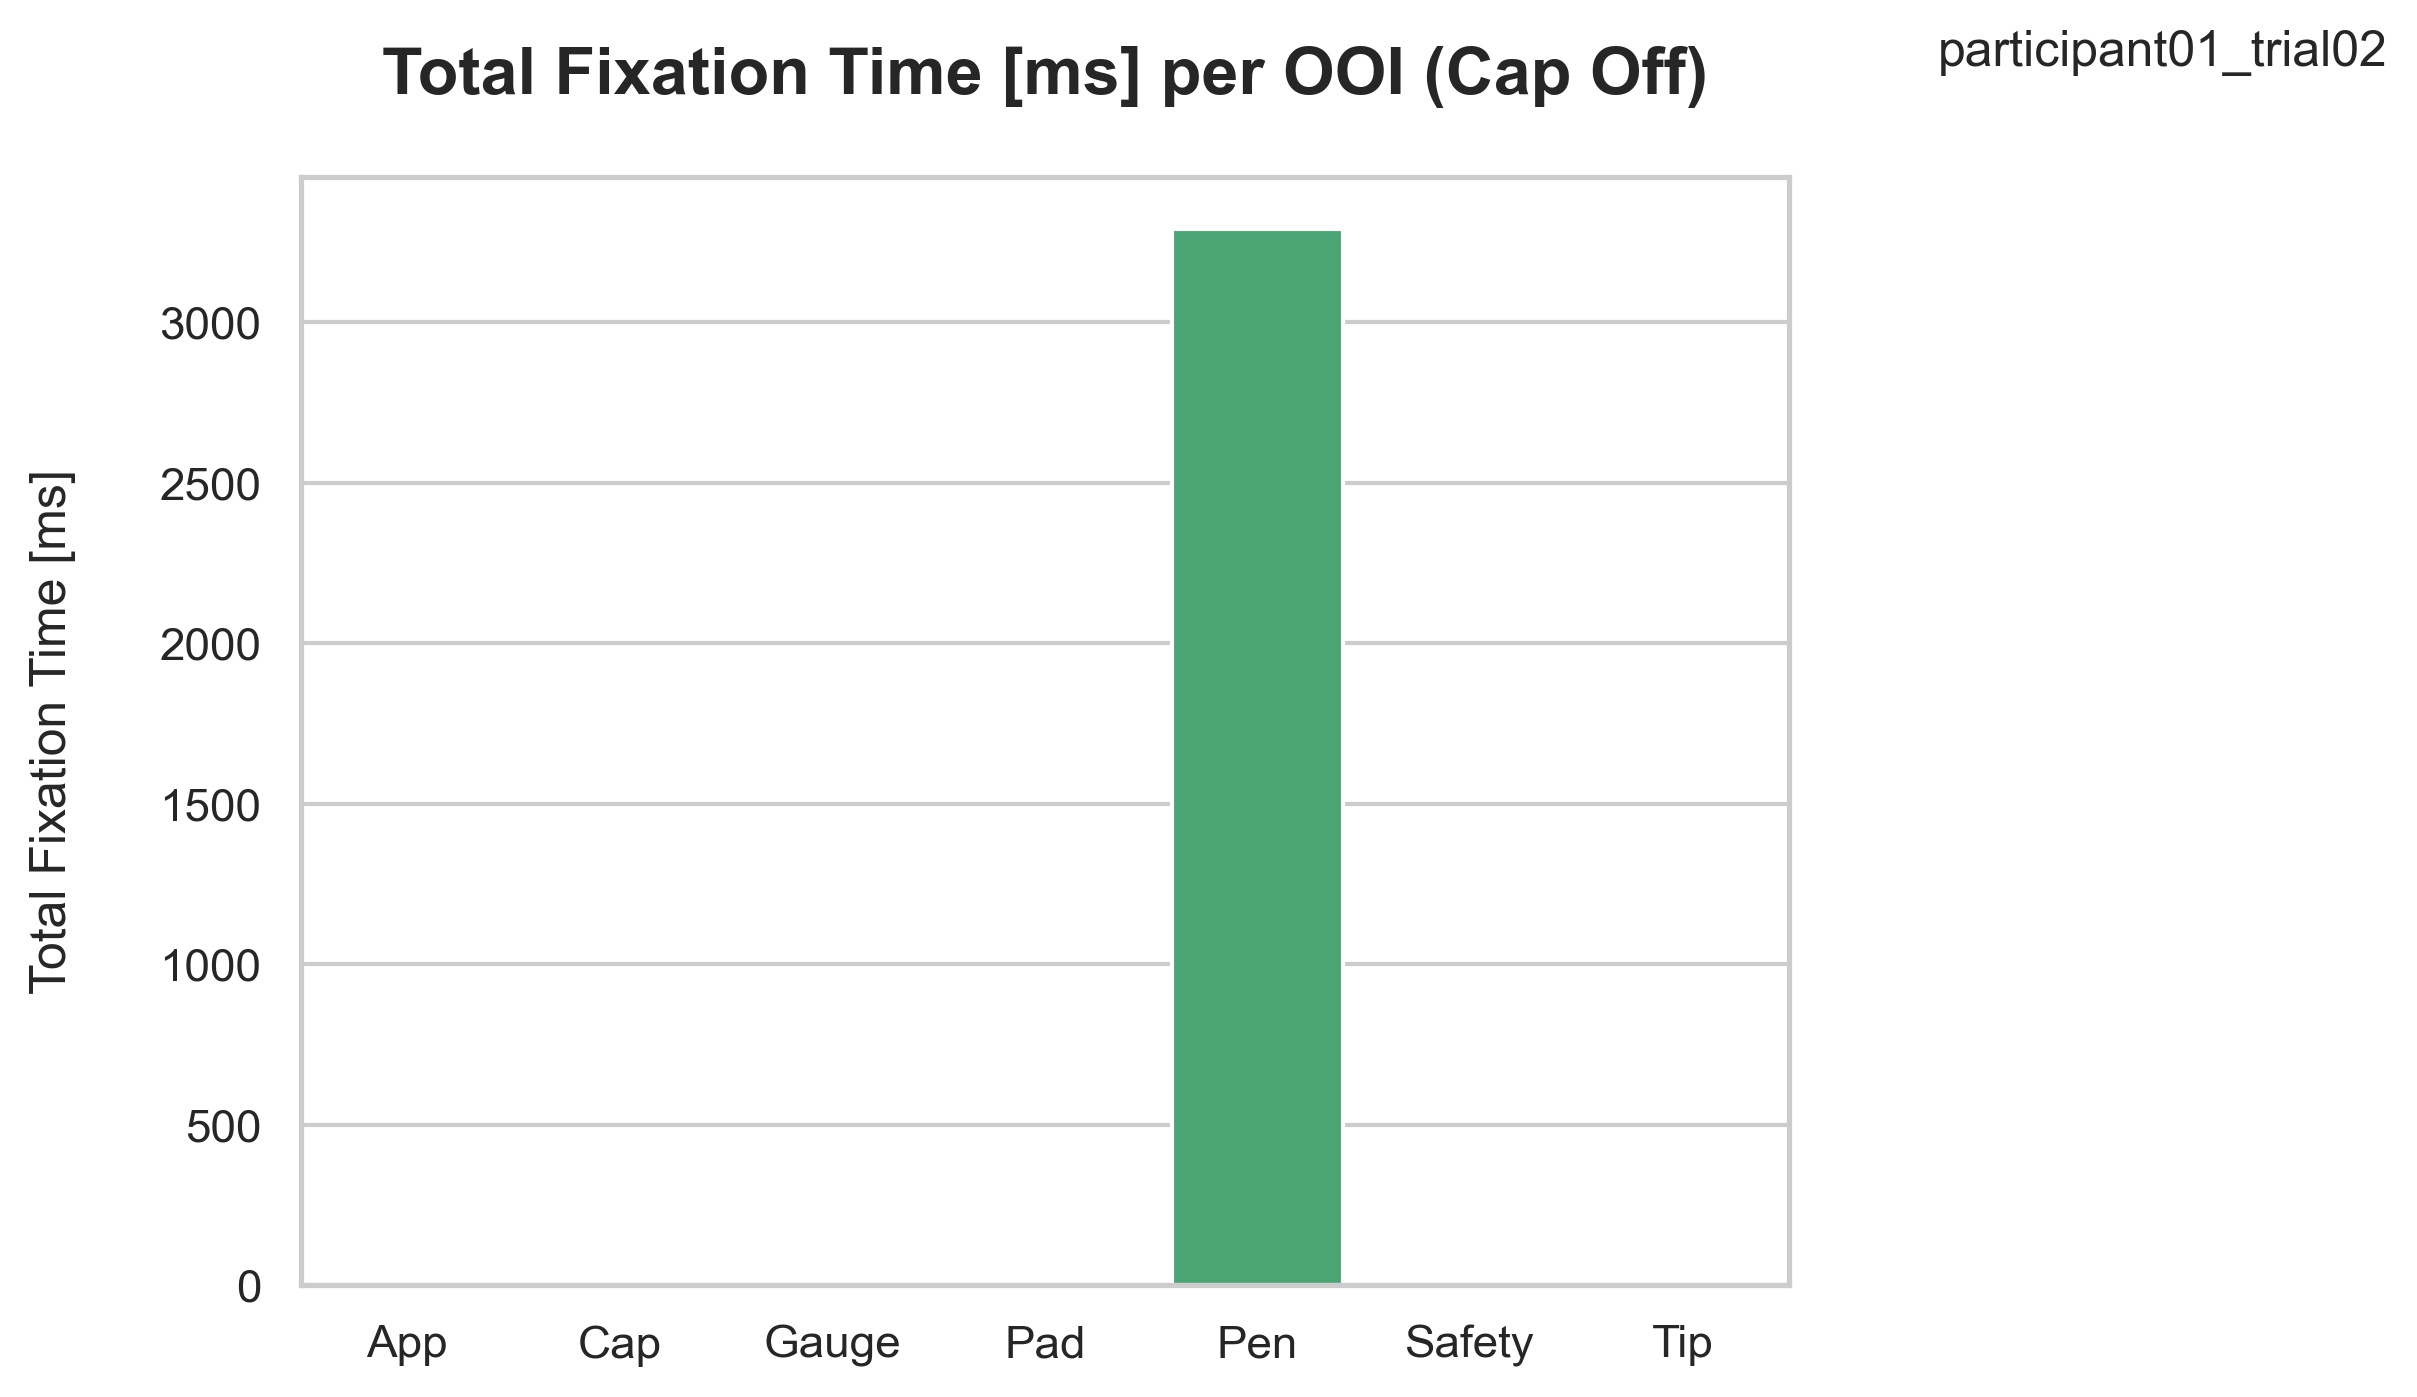 Total Fixation Time [ms] per OOI (Cap Off)
participant01_trial02
Total Fixation Time [ms]
3000
2500
2000
1500
1000
500
0
App Cap Gauge Pad Pen Safety Tip